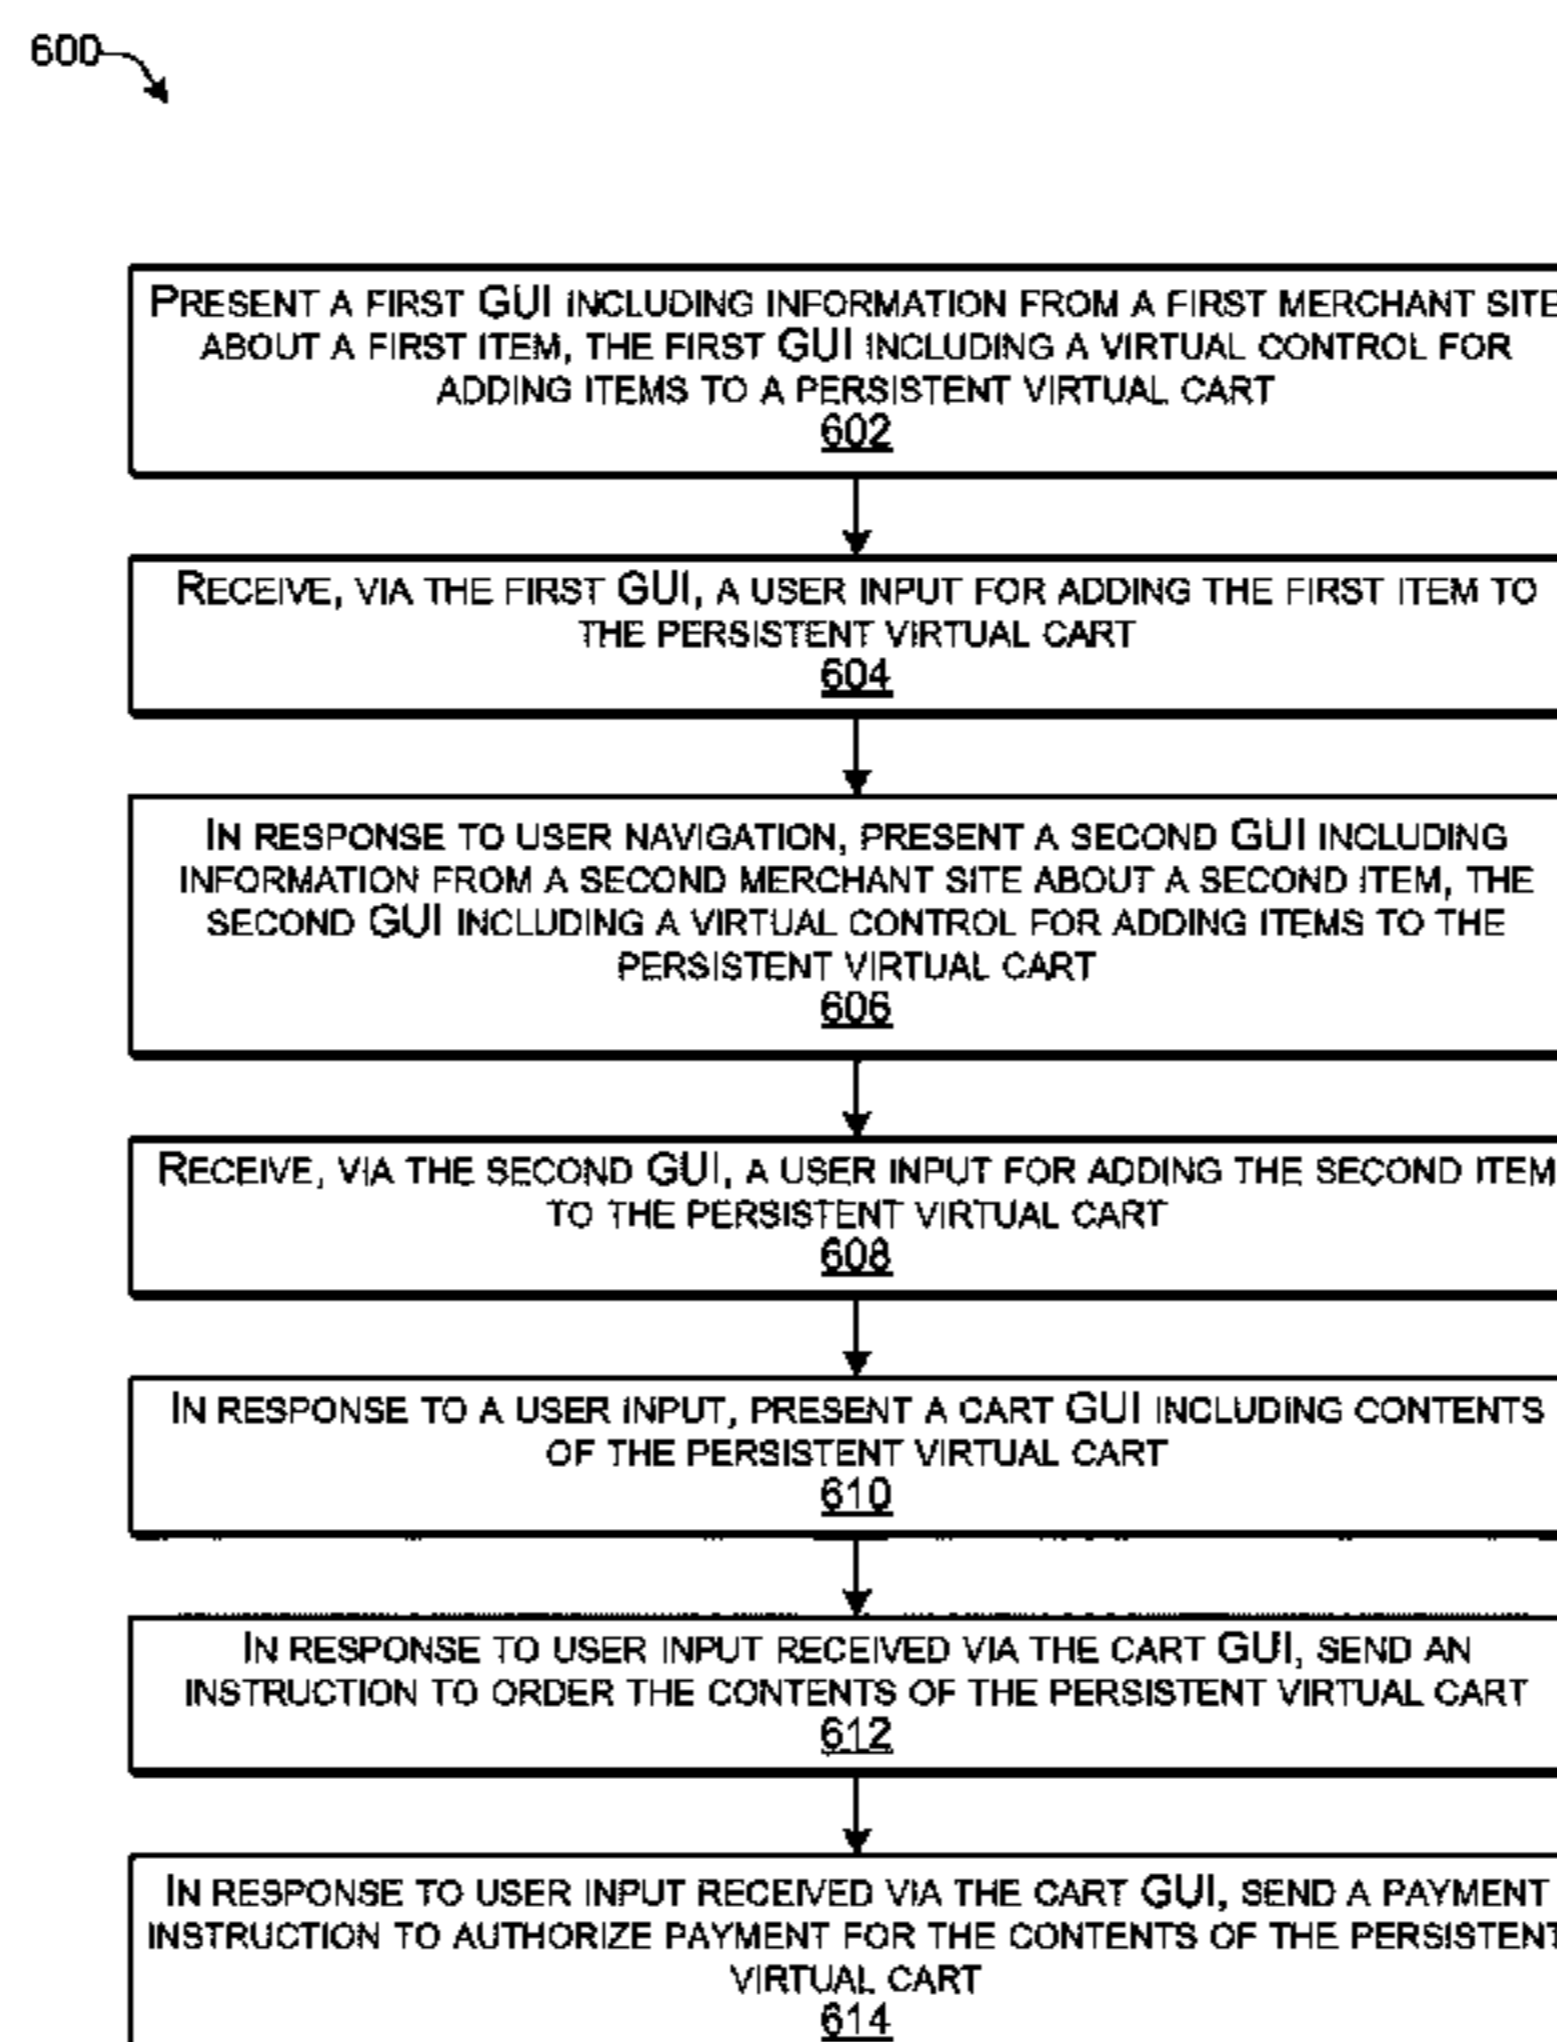 600
PRESENT A FIRST GUI INCLUDING INFORMATION FROM A FIRST MERCHANT SITE
ABOUT A FIRST ITEM, THE FIRST GUI INCLUDING A VIRTUAL CONTROL FOR
ADDING ITEMS TO A PERSISTENT VIRTUAL CART
602
RECEIVE, VIA THE FIRST GUI, A USER INPUT FOR ADDING THE FIRST ITEM TO
THE PERSISTENT VIRTUAL CART
604
IN RESPONSE TO USER NAVIGATION, PRESENT A SECOND GUI INCLUDING
INFORMATION FROM A SECOND MERCHANT SITE ABOUT A SECOND ITEM, THE
SECOND GUI INCLUDING A VIRTUAL CONTROL FOR ADDING ITEMS TO THE
PERSISTENT VIRTUAL CART
606
RECEIVE, VIA THE SECOND GUI, A USER INPUT FOR ADDING THE SECOND ITEM
TO THE PERSISTENT VIRTUAL CART
608
IN RESPONSE TO A USER INPUT, PRESENT A CART GUI INCLUDING CONTENTS
OF THE PERSISTENT VIRTUAL CART
610
IN RESPONSE TO USER INPUT RECEIVED VIA THE CART GUI, SEND AN
INSTRUCTION TO ORDER THE CONTENTS OF THE PERSISTENT VIRTUAL CART
612
IN RESPONSE TO USER INPUT RECEIVED VIA THE CART GUI, SEND A PAYMENT
INSTRUCTION TO AUTHORIZE PAYMENT FOR THE CONTENTS OF THE PERSISTENT
VIRTUAL CART
614